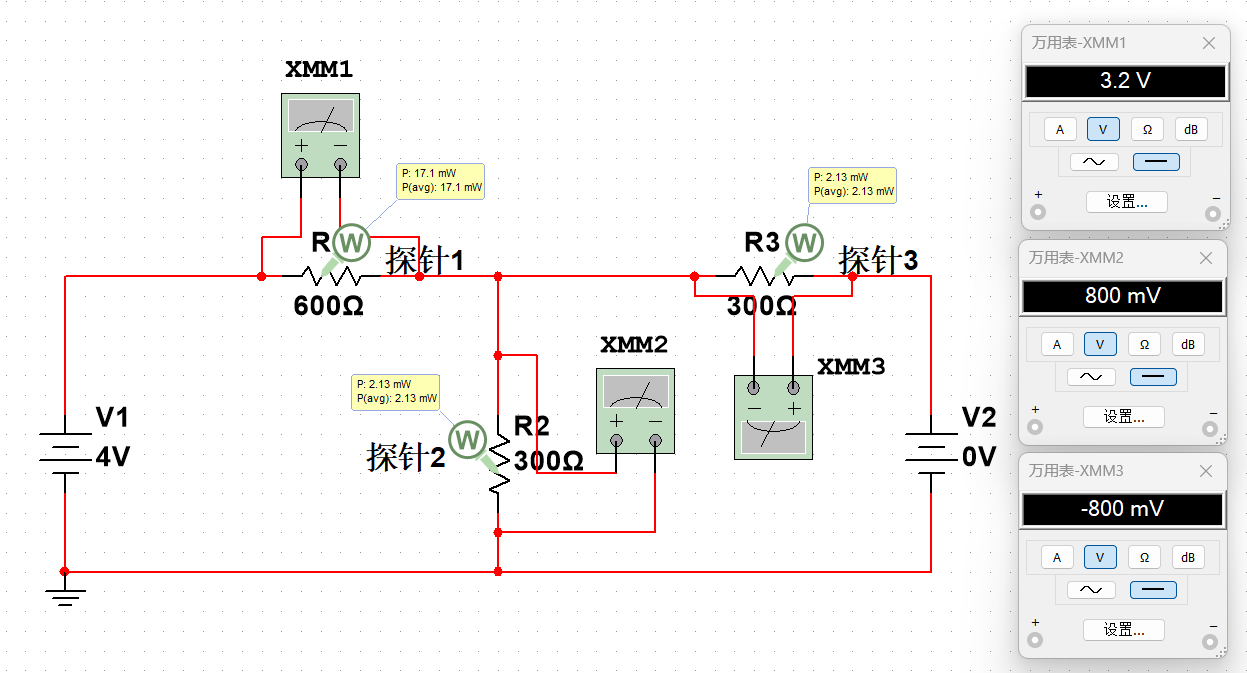 XMM1
+ −
P: 17.1 mW
P(avg): 17.1 mW
R
W
探针1
600Ω
P: 2.13 mW
P(avg): 2.13 mW
R3
W
探针3
300Ω
XMM2
+ −
XMM3
− +
P: 2.13 mW
P(avg): 2.13 mW
W
探针2
R2
300Ω
V1
4V
V2
0V
万用表-XMM1
3.2 V
A V Ω dB
+ −
设置...
万用表-XMM2
800 mV
A V Ω dB
+ −
设置...
万用表-XMM3
-800 mV
A V Ω dB
+ −
设置...